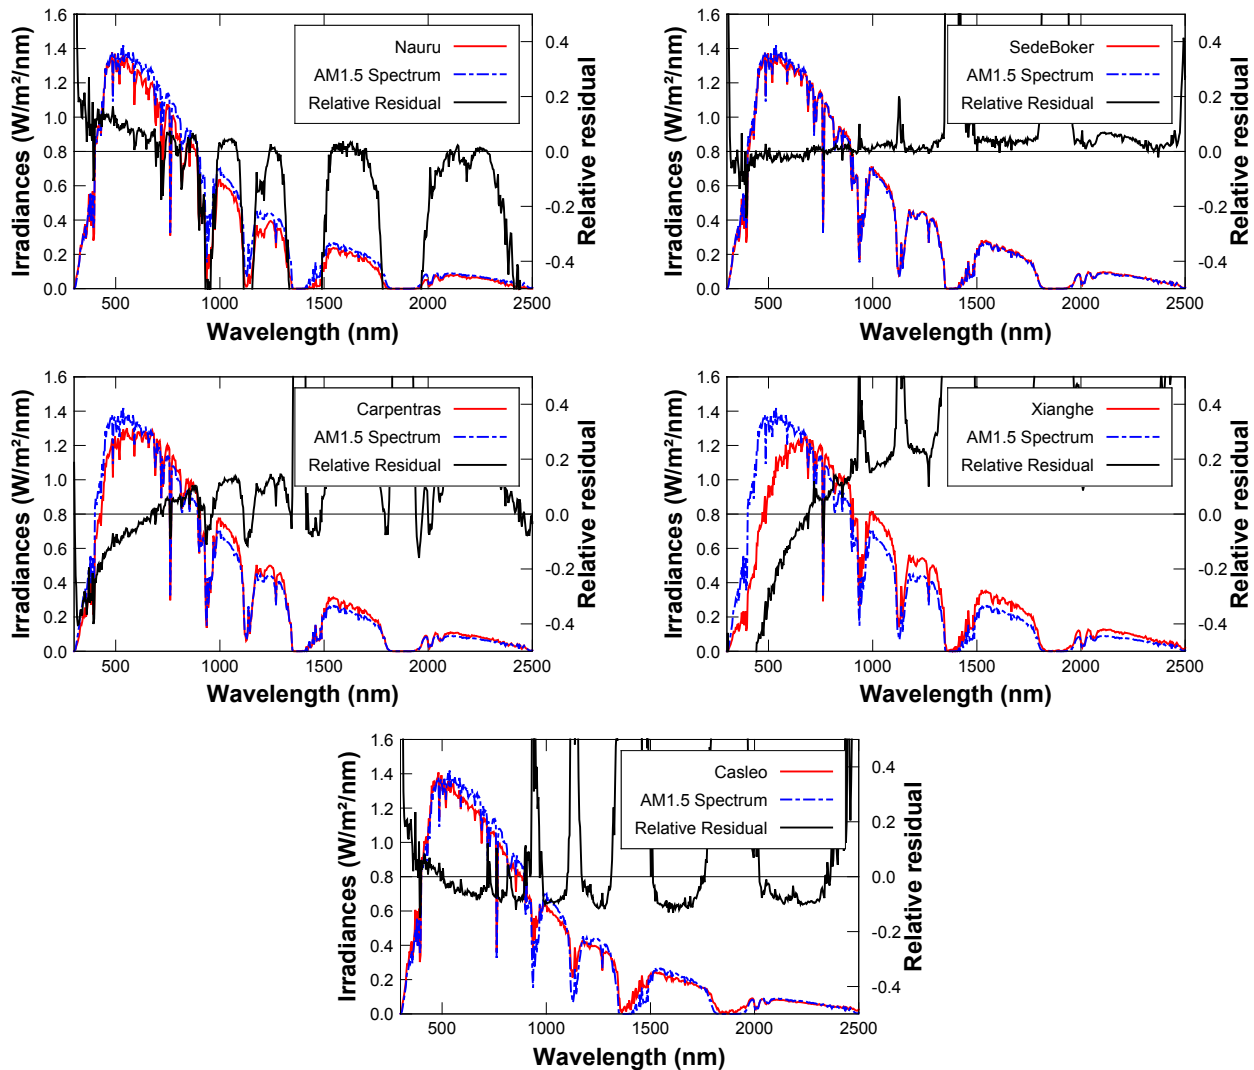 1.6
1.4
1.2
1.0
0.8
0.6
0.4
0.2
0.0
Irradiances (W/m²/nm)
Nauru
AM1.5 Spectrum
Relative Residual
0.4
0.2
0.0
-0.2
-0.4
Relative residual
500 1000 1500 2000 2500
Wavelength (nm)
1.6
1.4
1.2
1.0
0.8
0.6
0.4
0.2
0.0
Irradiances (W/m²/nm)
SedeBoker
AM1.5 Spectrum
Relative Residual
0.4
0.2
0.0
-0.2
-0.4
Relative residual
500 1000 1500 2000 2500
Wavelength (nm)
1.6
1.4
1.2
1.0
0.8
0.6
0.4
0.2
0.0
Irradiances (W/m²/nm)
Carpentras
AM1.5 Spectrum
Relative Residual
0.4
0.2
0.0
-0.2
-0.4
Relative residual
500 1000 1500 2000 2500
Wavelength (nm)
1.6
1.4
1.2
1.0
0.8
0.6
0.4
0.2
0.0
Irradiances (W/m²/nm)
Xianghe
AM1.5 Spectrum
Relative Residual
0.4
0.2
0.0
-0.2
-0.4
Relative residual
500 1000 1500 2000 2500
Wavelength (nm)
1.6
1.4
1.2
1.0
0.8
0.6
0.4
0.2
0.0
Irradiances (W/m²/nm)
Casleo
AM1.5 Spectrum
Relative Residual
0.4
0.2
0.0
-0.2
-0.4
Relative residual
500 1000 1500 2000 2500
Wavelength (nm)